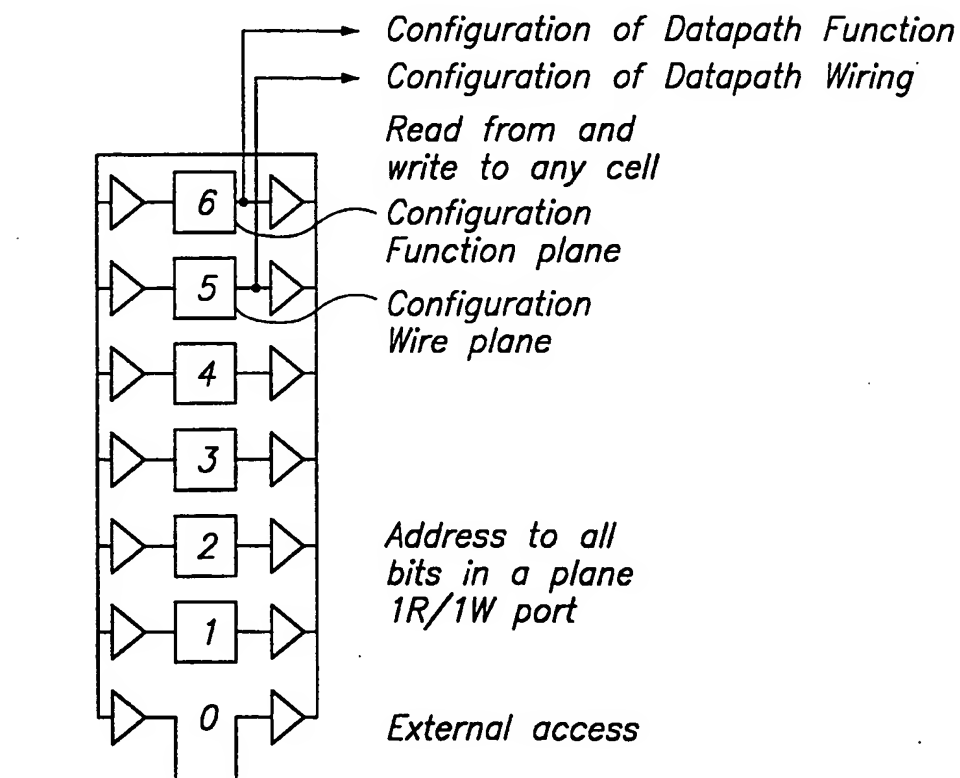 Configuration of Datapath Function
Configuration of Datapath Wiring
Read from and
write to any cell
6
Configuration
Function plane
5
Configuration
Wire plane
4
3
2
Address to all
bits in a plane
1R/1W port
1
0
External access